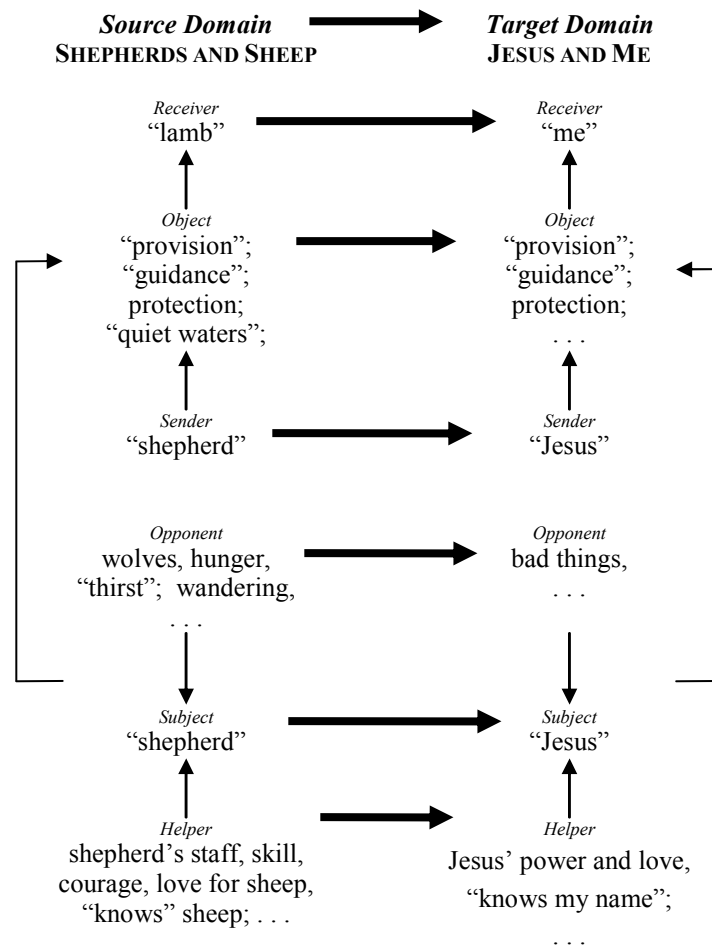 Source Domain
SHEPHERDS AND SHEEP
Target Domain
JESUS AND ME
Receiver
“lamb”
Receiver
“me”
Object
“provision”;
“guidance”;
protection;
“quiet waters”;
Object
“provision”;
“guidance”;
protection;
. . .
Sender
“shepherd”
Sender
“Jesus”
Opponent
wolves, hunger,
“thirst”; wandering,
. . .
Opponent
bad things,
. . .
Subject
“shepherd”
Subject
“Jesus”
Helper
shepherd’s staff, skill,
courage, love for sheep,
“knows” sheep; . . .
Helper
Jesus’ power and love,
“knows my name”;
. . .